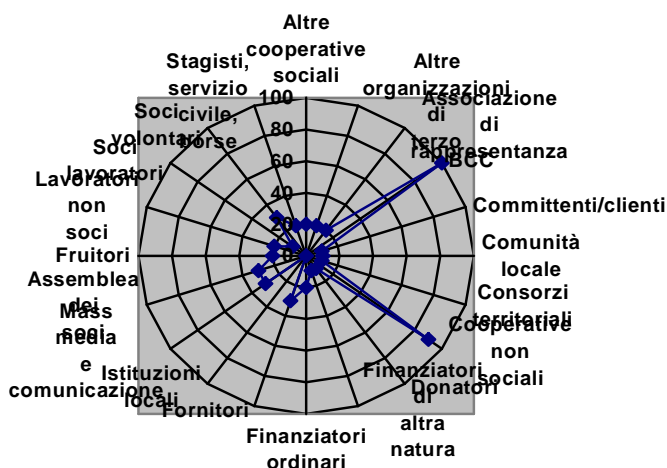 Altre
cooperative
sociali
Altre
organizzazioni
di
terzo
Associazione
di
rappresentanza
BCC
Committenti/clienti
Comunità
locale
Consorzi
territoriali
Cooperative
non
sociali
Donatori
Finanziatori
di
altra
natura
Finanziatori
ordinari
Fornitori
Istituzioni
locali
Mass
media
e
comunicazione
Assemblea
dei
soci
Fruitori
Lavoratori
non
soci
Soci
lavoratori
Soci
volontari
Stagisti,
servizio
civile,
borse
100
80
60
40
20
0